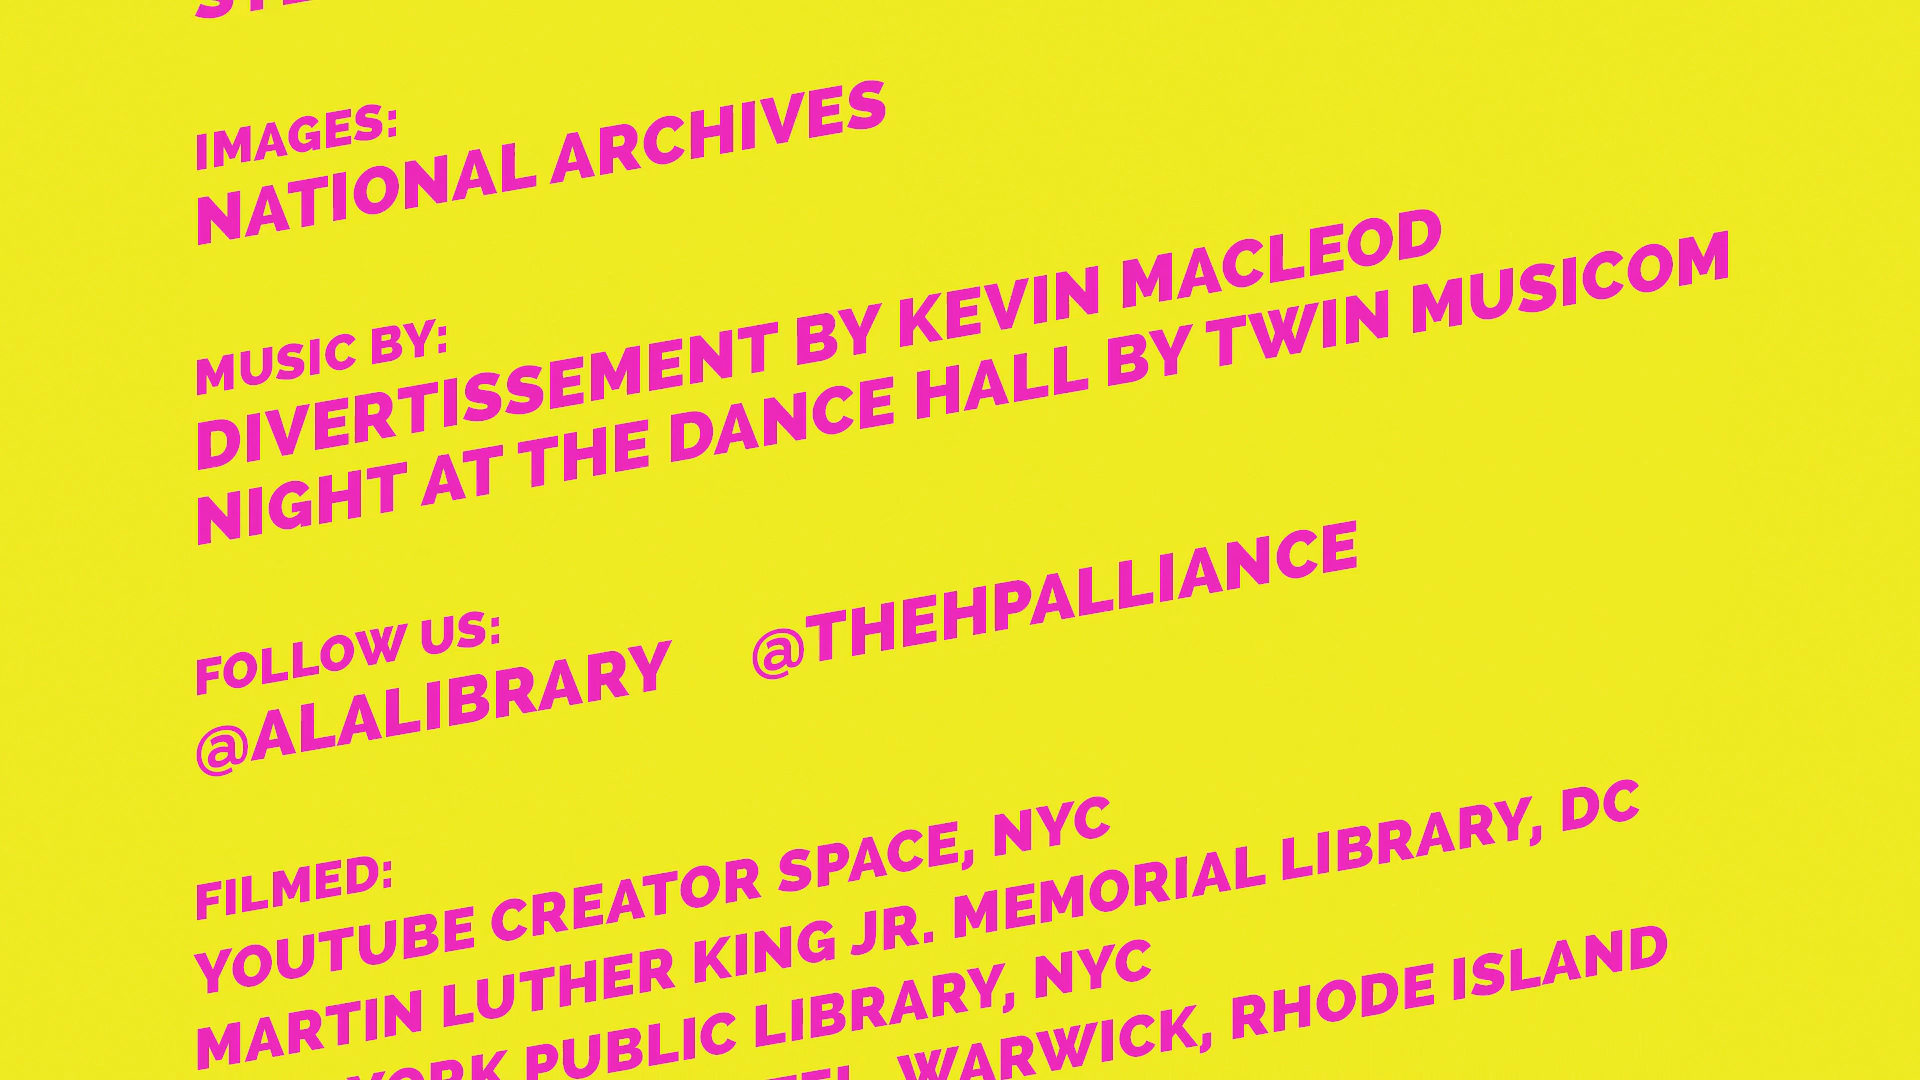 IMAGES:
NATIONAL ARCHIVES
MUSIC BY:
DIVERTISSEMENT BY KEVIN MACLEOD
NIGHT AT THE DANCE HALL BY TWIN MUSICOM
FOLLOW US:
@ALALIBRARY @THEHPALLIANCE
FILMED:
YOUTUBE CREATOR SPACE, NYC
MARTIN LUTHER KING JR. MEMORIAL LIBRARY, DC
YORK PUBLIC LIBRARY, NYC
WARWICK, RHODE ISLAND